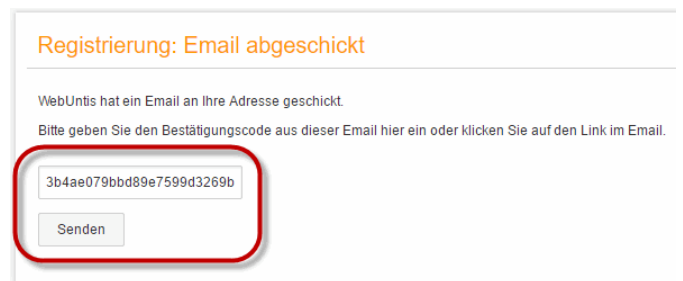 Registrierung: Email abgeschickt
WebUntis hat ein Email an Ihre Adresse geschickt.
Bitte geben Sie den Bestätigungscode aus dieser Email hier ein oder klicken Sie auf den Link im Email.
3b4ae079bbd89e7599d3269b
Senden